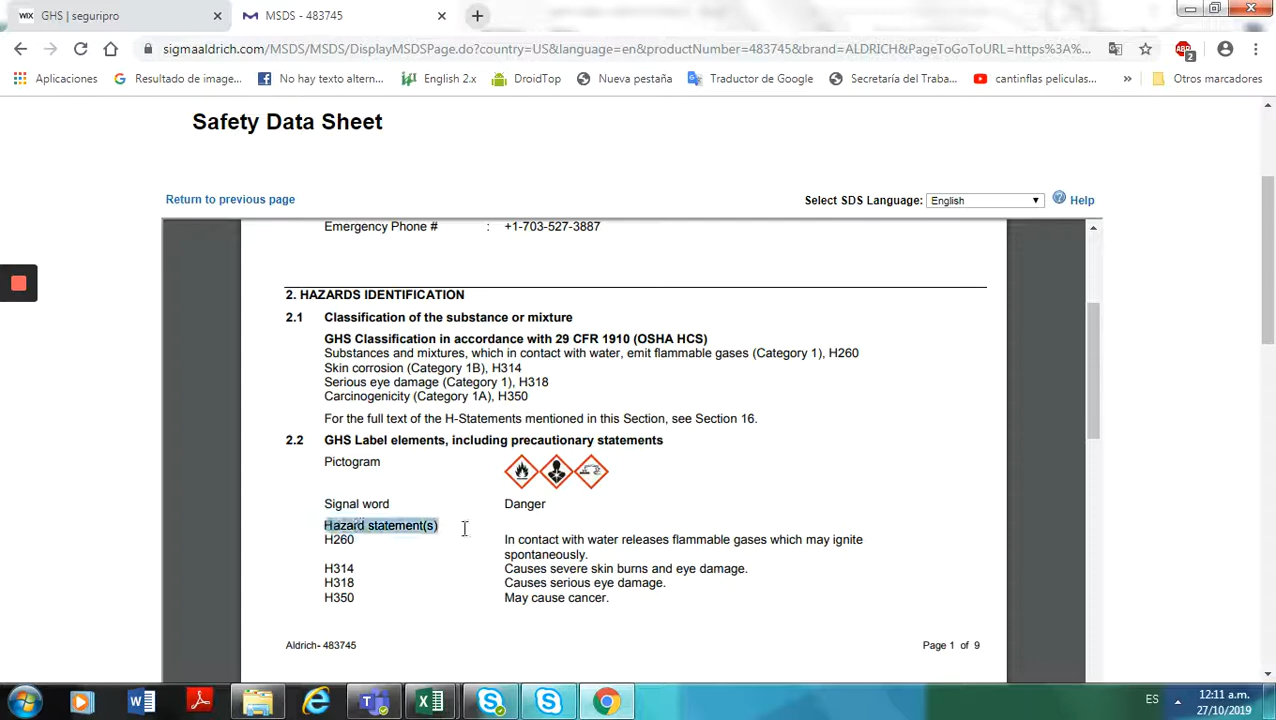 WIX GHS | seguripro
MSDS - 483745
sigmaaldrich.com/MSDS/MSDS/DisplayMSDSPage.do?country=US&language=en&productNumber=483745&brand=ALDRICH&PageToGoToURL=https%3A%...
ABP
2
Aplicaciones
Resultado de image...
No hay texto altern...
English 2.x
DroidTop
Nueva pestaña
Traductor de Google
Secretaría del Traba...
cantinflas peliculas...
»
Otros marcadores
Safety Data Sheet
Return to previous page
Select SDS Language: English
Help
Emergency Phone # : +1-703-527-3887
2. HAZARDS IDENTIFICATION
2.1 Classification of the substance or mixture
GHS Classification in accordance with 29 CFR 1910 (OSHA HCS)
Substances and mixtures, which in contact with water, emit flammable gases (Category 1), H260
Skin corrosion (Category 1B), H314
Serious eye damage (Category 1), H318
Carcinogenicity (Category 1A), H350
For the full text of the H-Statements mentioned in this Section, see Section 16.
2.2 GHS Label elements, including precautionary statements
Pictogram
Signal word Danger
Hazard statement(s)
H260 In contact with water releases flammable gases which may ignite
spontaneously.
H314 Causes severe skin burns and eye damage.
H318 Causes serious eye damage.
H350 May cause cancer.
Aldrich- 483745 Page 1 of 9
ES
12:11 a.m.
27/10/2019